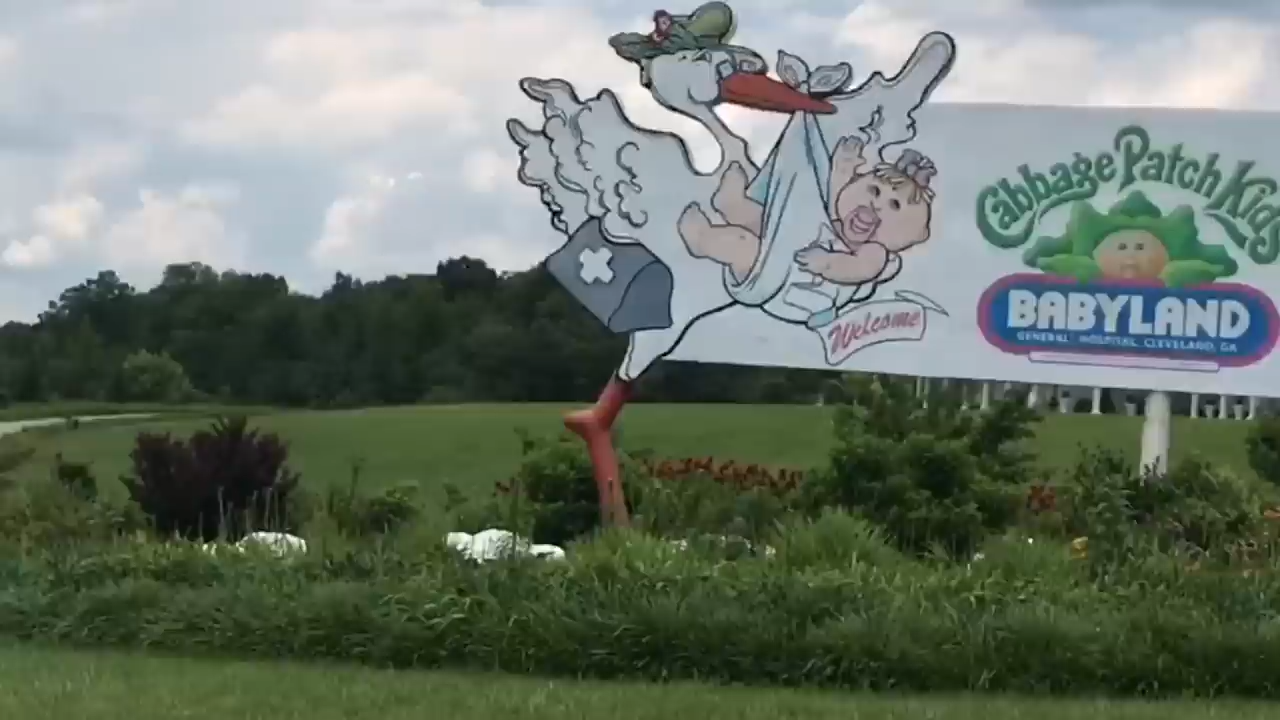 Cabbage Patch Kids
BABYLAND
GENERAL HOSPITAL, CLEVELAND, GA
Welcome